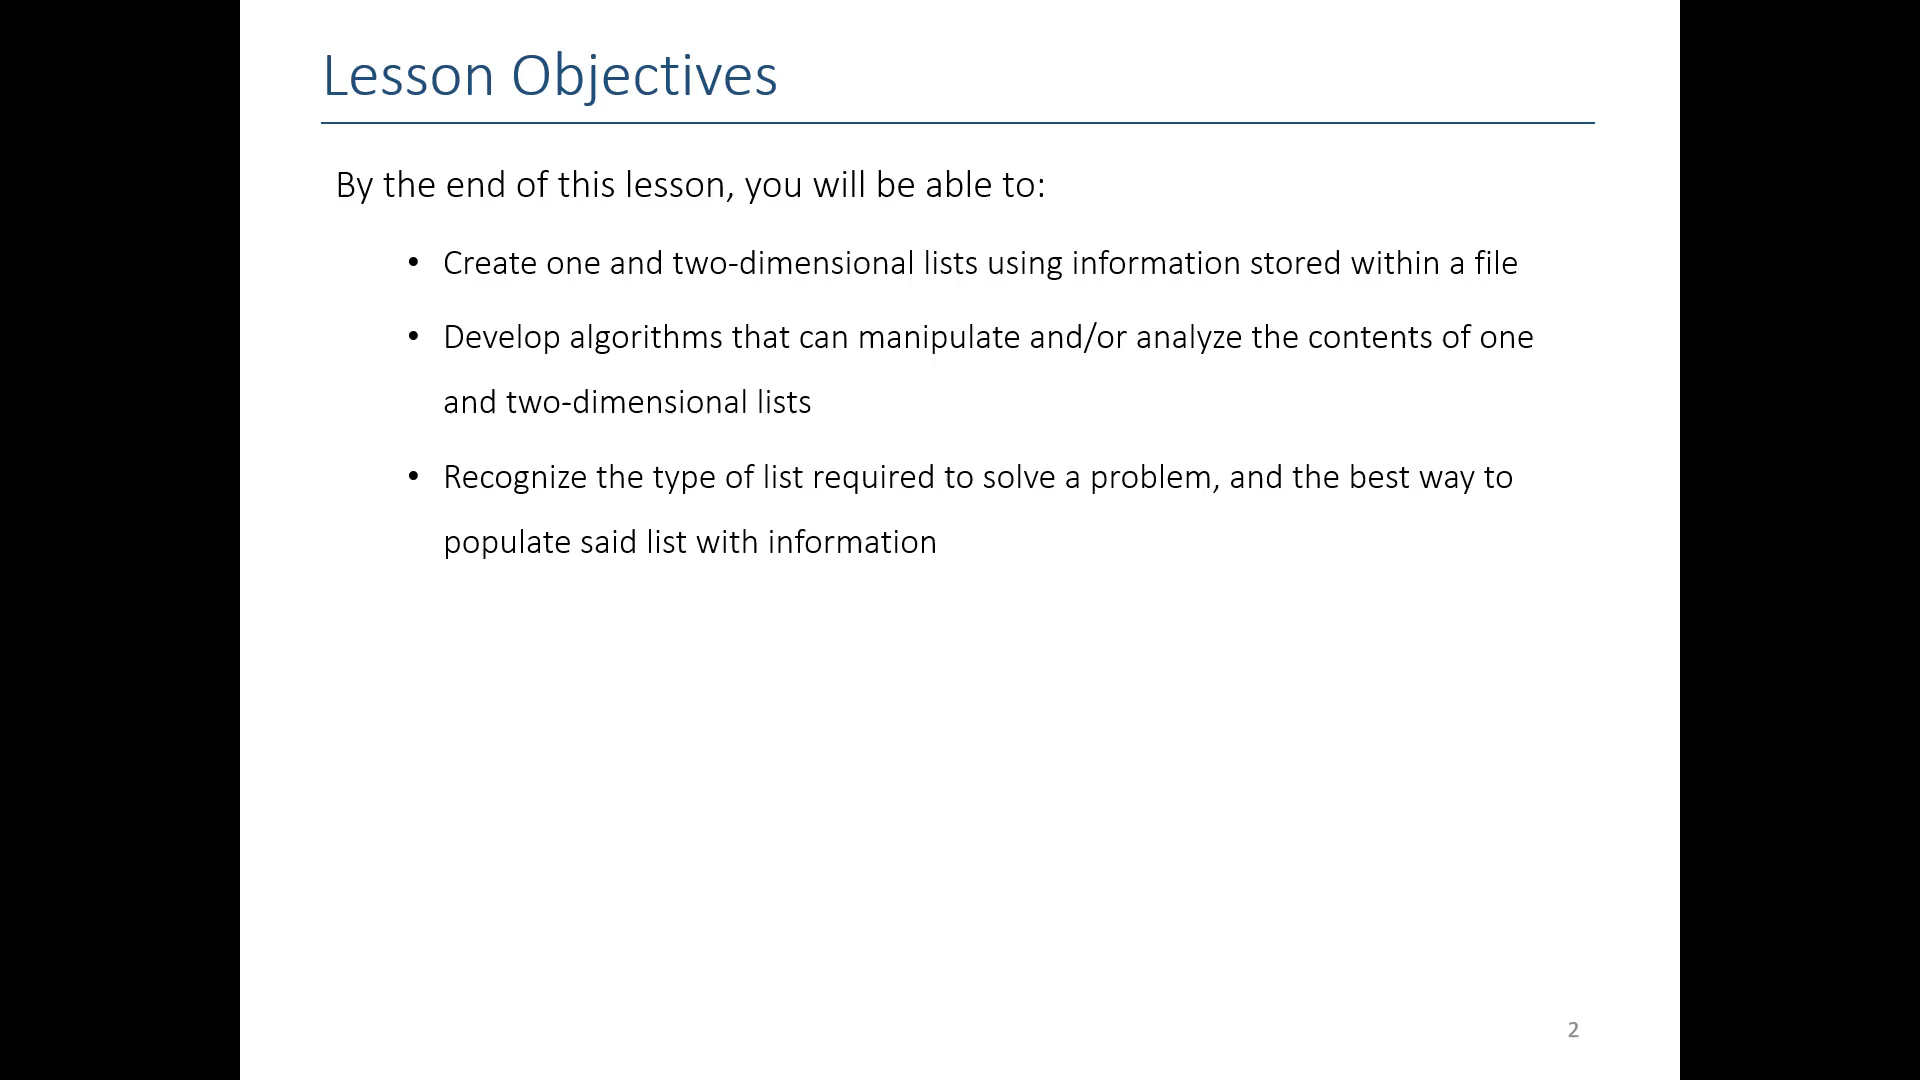 Lesson Objectives
By the end of this lesson, you will be able to:
• Create one and two-dimensional lists using information stored within a file
• Develop algorithms that can manipulate and/or analyze the contents of one
and two-dimensional lists
• Recognize the type of list required to solve a problem, and the best way to
populate said list with information
2